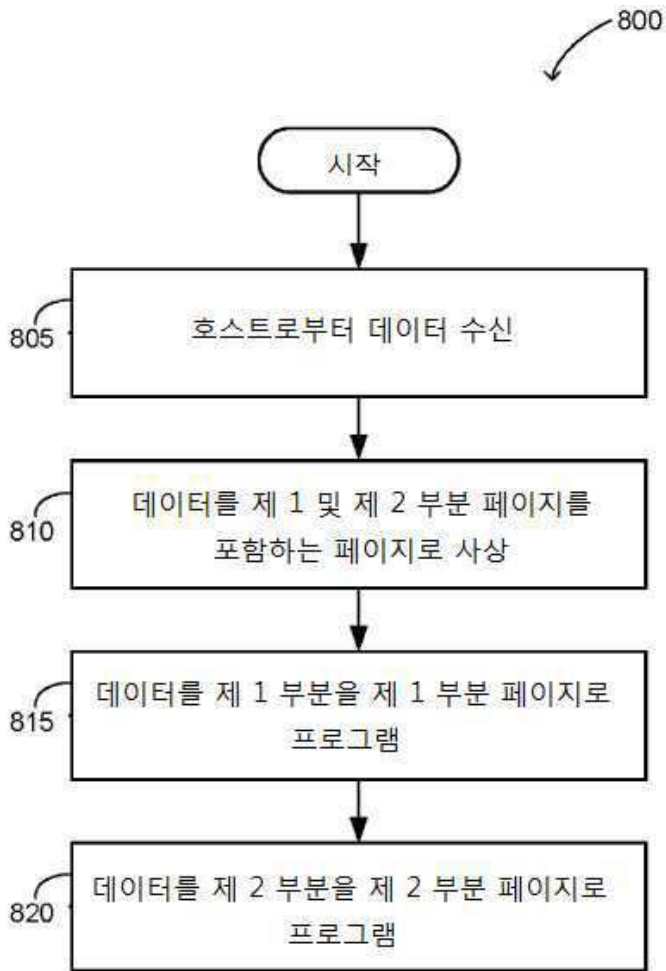 800
시작
805
호스트로부터 데이터 수신
810
데이터를 제 1 및 제 2 부분 페이지를
포함하는 페이지로 사상
815
데이터를 제 1 부분을 제 1 부분 페이지로
프로그램
820
데이터를 제 2 부분을 제 2 부분 페이지로
프로그램